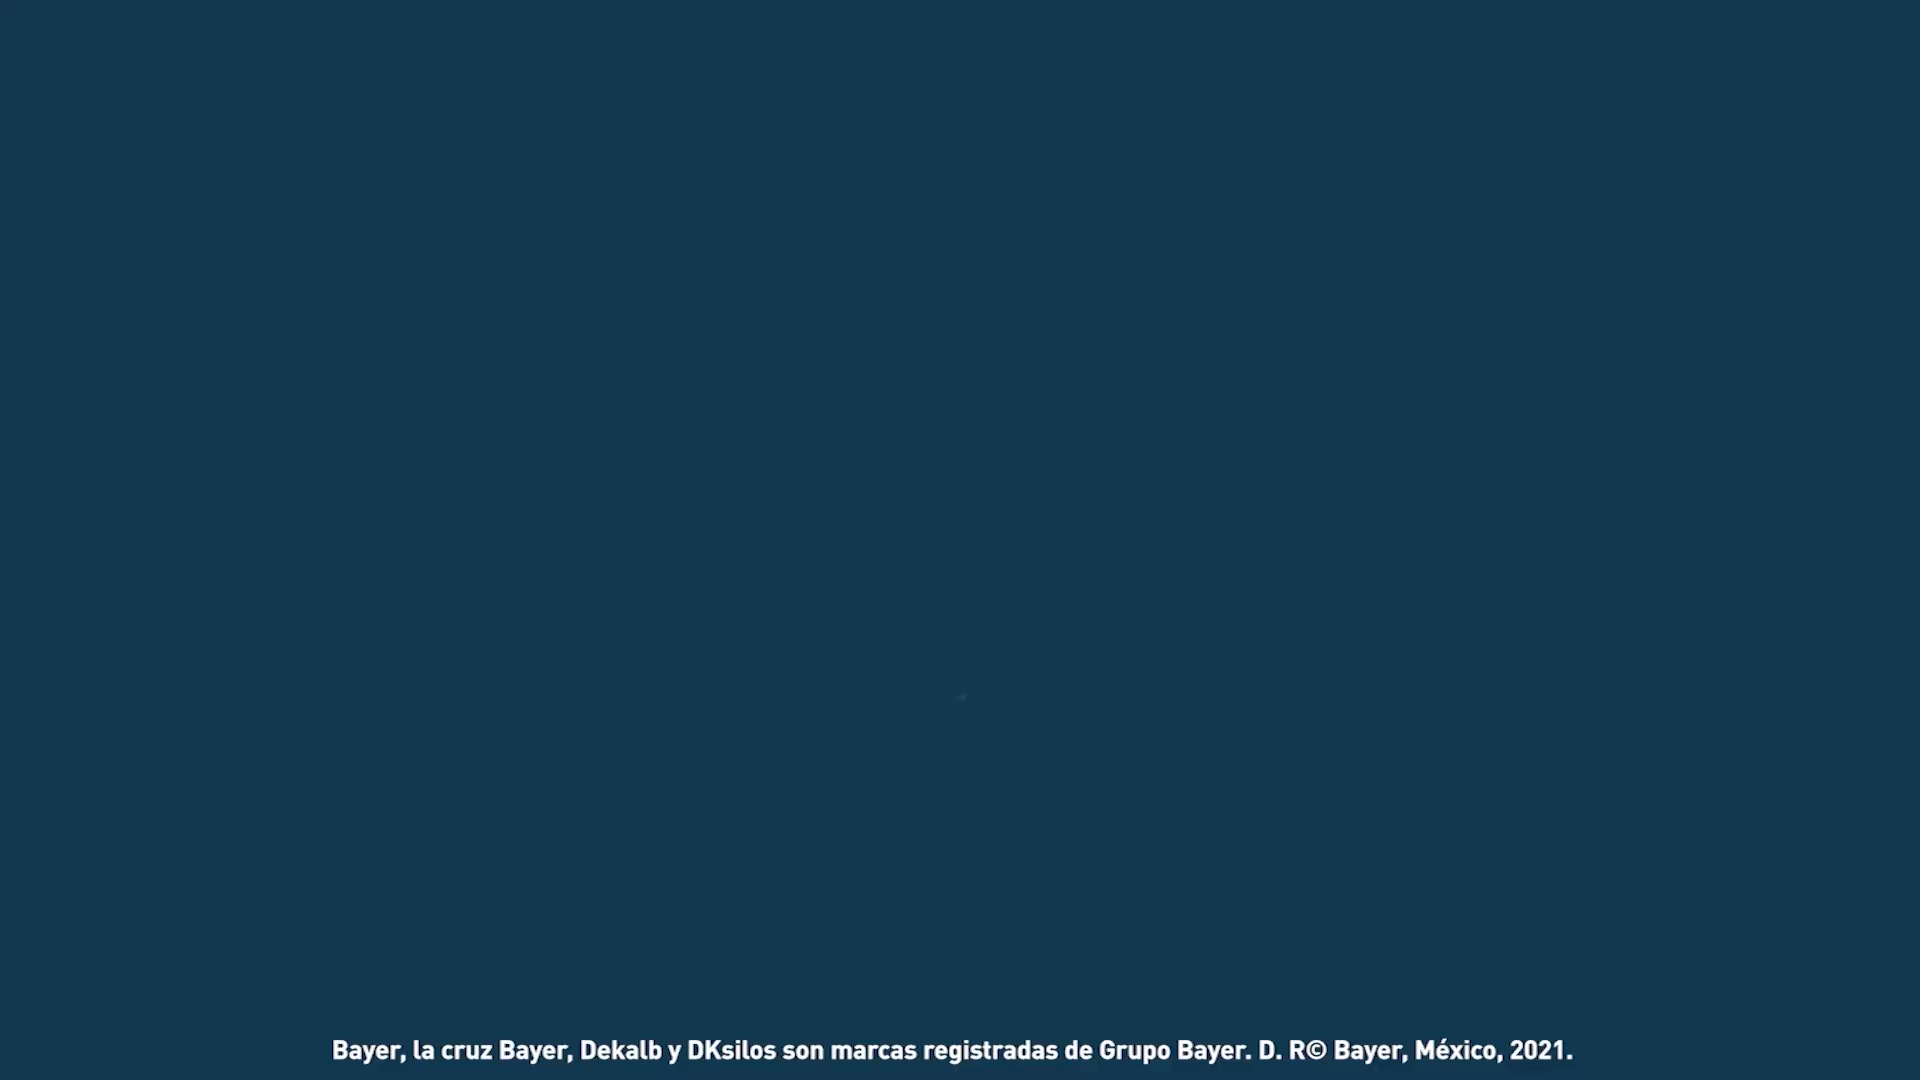 Bayer, la cruz Bayer, Dekalb y DKsilos son marcas registradas de Grupo Bayer. D. R© Bayer, México, 2021.